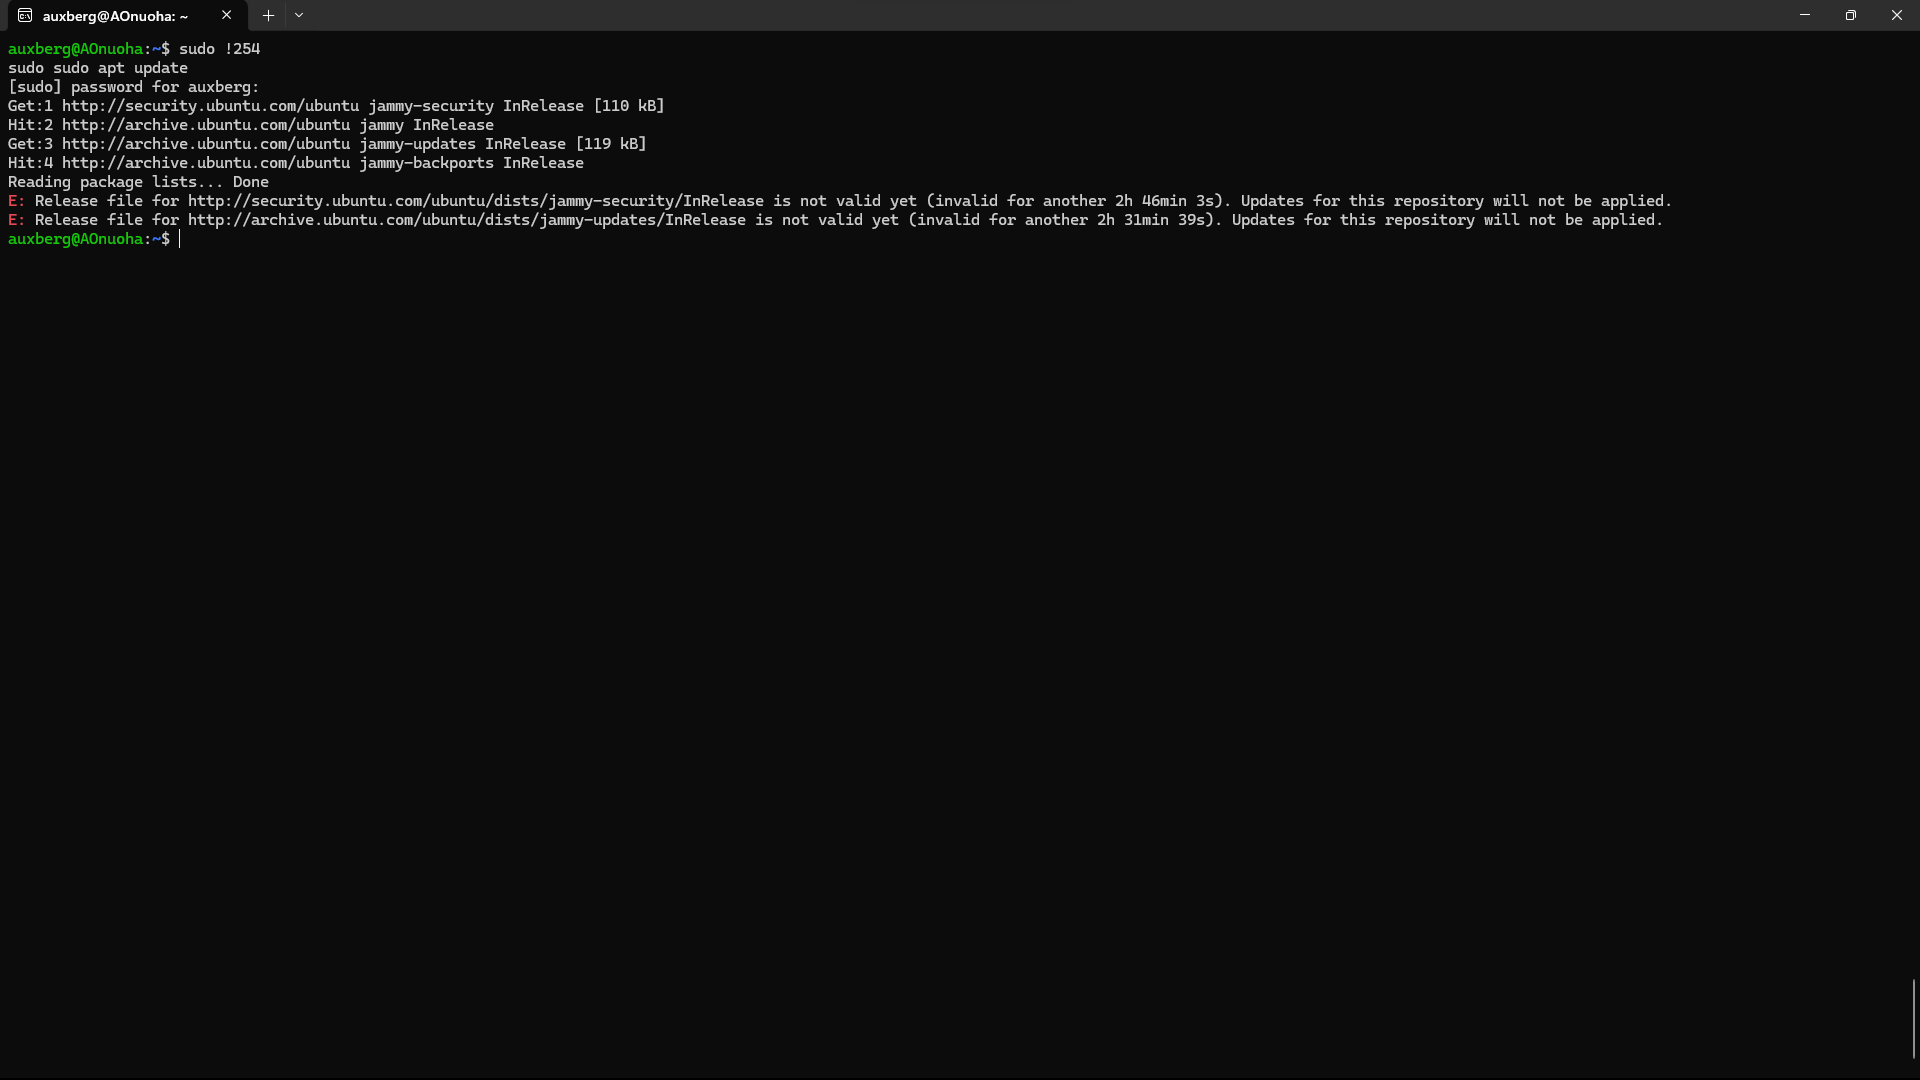 auxberg@AOnuoha: ~
auxberg@AOnuoha:~$ sudo !254
sudo sudo apt update
[sudo] password for auxberg:
Get:1 http://security.ubuntu.com/ubuntu jammy-security InRelease [110 kB]
Hit:2 http://archive.ubuntu.com/ubuntu jammy InRelease
Get:3 http://archive.ubuntu.com/ubuntu jammy-updates InRelease [119 kB]
Hit:4 http://archive.ubuntu.com/ubuntu jammy-backports InRelease
Reading package lists... Done
E: Release file for http://security.ubuntu.com/ubuntu/dists/jammy-security/InRelease is not valid yet (invalid for another 2h 46min 3s). Updates for this repository will not be applied.
E: Release file for http://archive.ubuntu.com/ubuntu/dists/jammy-updates/InRelease is not valid yet (invalid for another 2h 31min 39s). Updates for this repository will not be applied.
auxberg@AOnuoha:~$